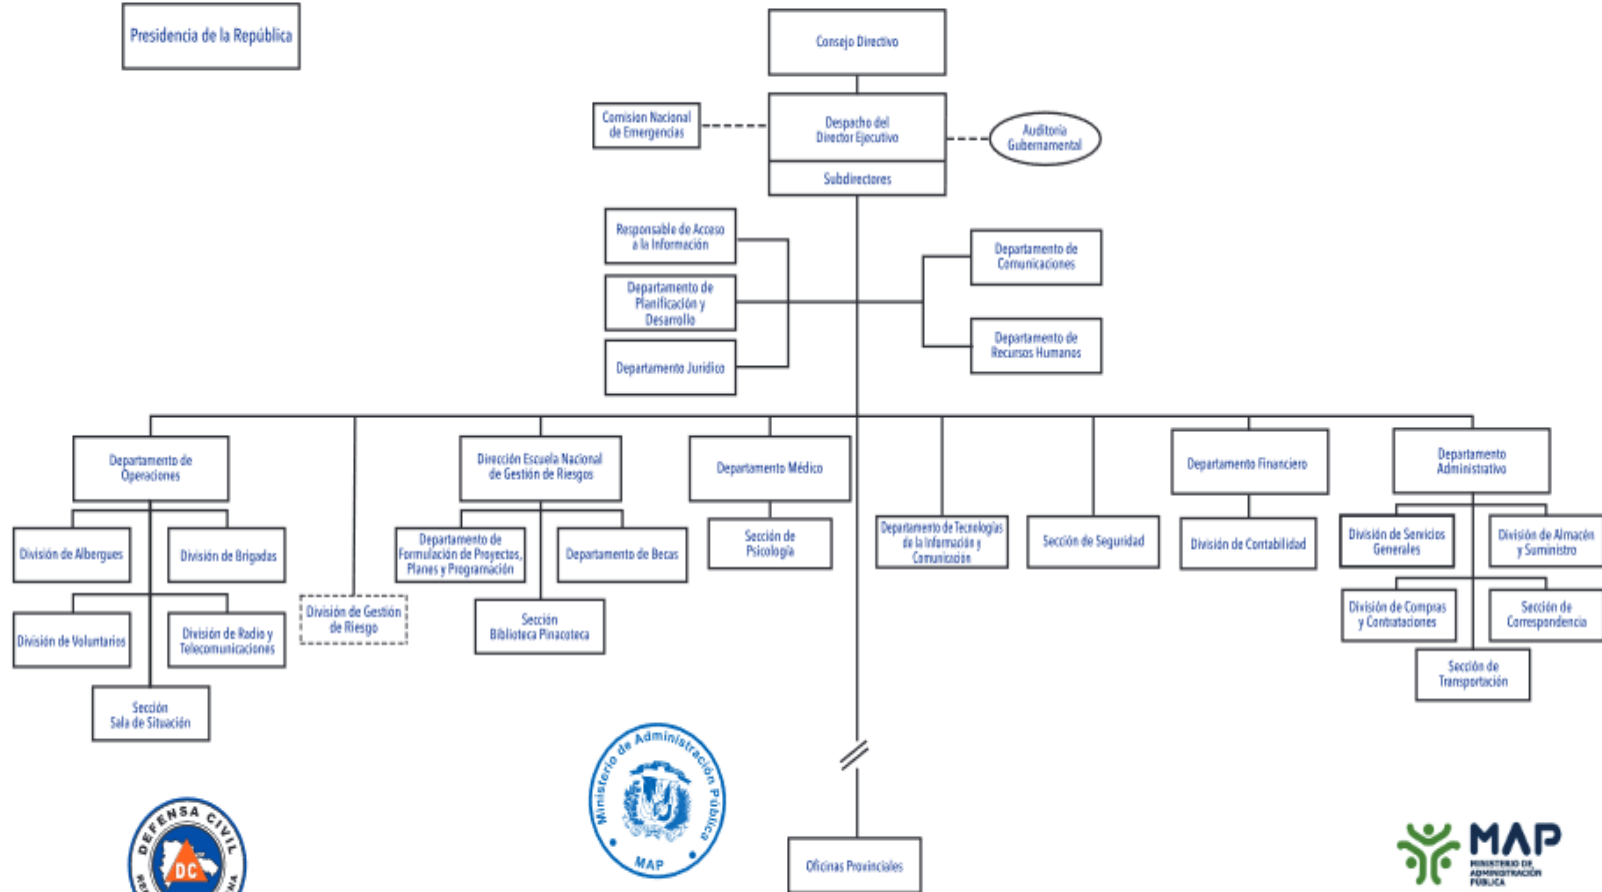 Presidencia de la República
Consejo Directivo
Comision Nacional
de Emergencias
Despacho del
Director Ejecutivo
Auditoría
Gubernamental
Subdirectores
Responsable de Acceso
a la Información
Departamento de
Comunicaciones
Departamento de
Planificación y
Desarrollo
Departamento de
Recursos Humanos
Departamento Jurídico
Departamento de
Operaciones
Dirección Escuela Nacional
de Gestión de Riesgos
Departamento Médico
Departamento Financiero
Departamento
Administrativo
División de Albergues
División de Brigadas
Departamento de
Formulación de Proyectos,
Planes y Programación
Departamento de Becas
Sección de
Psicología
Departamento de Tecnologías
de la Información y
Comunicación
Sección de Seguridad
División de Contabilidad
División de Servicios
Generales
División de Almacén
y Suministro
División de Voluntarios
División de Radio y
Telecomunicaciones
División de Gestión
de Riesgo
Sección
Biblioteca Pinacoteca
División de Compras
y Contrataciones
Sección de
Correspondencia
Sección
Sala de Situación
Sección de
Transportación
Ministerio de Administración Pública
MAP
DEFENSA CIVIL
DC
Oficinas Provinciales
MAP
MINISTERIO DE
ADMINISTRACIÓN
PÚBLICA